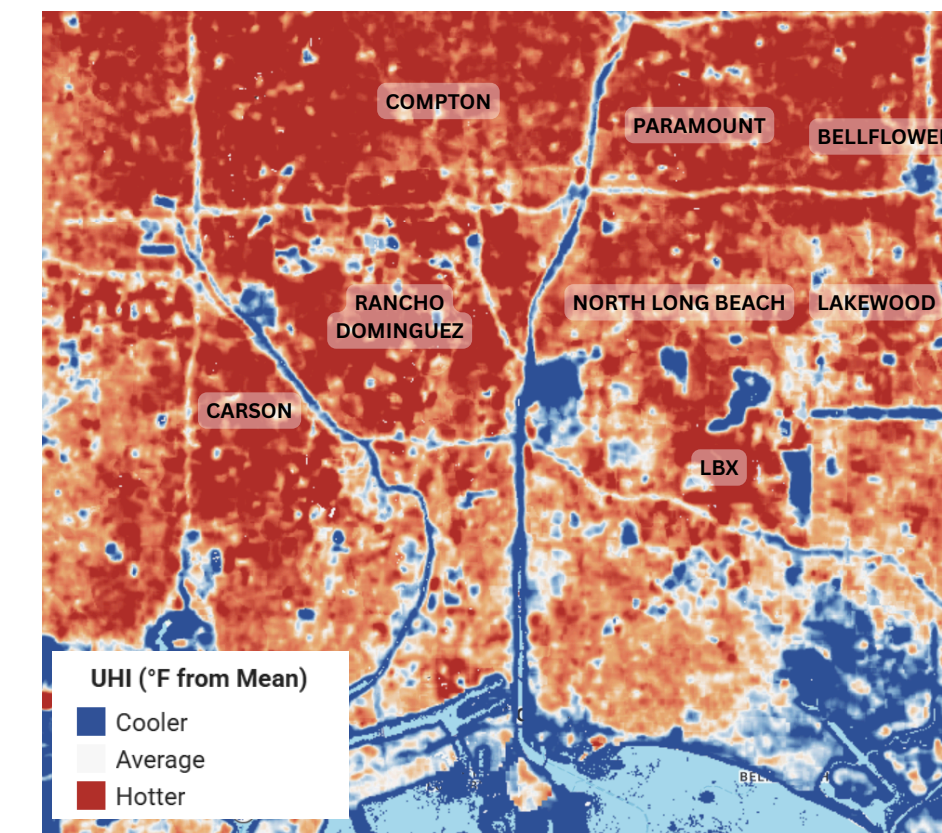 COMPTON
PARAMOUNT
BELLFLOWE
RANCHO
DOMINGUEZ
NORTH LONG BEACH
LAKEWOOD
CARSON
LBX
UHI (°F from Mean)
Cooler
Average
Hotter